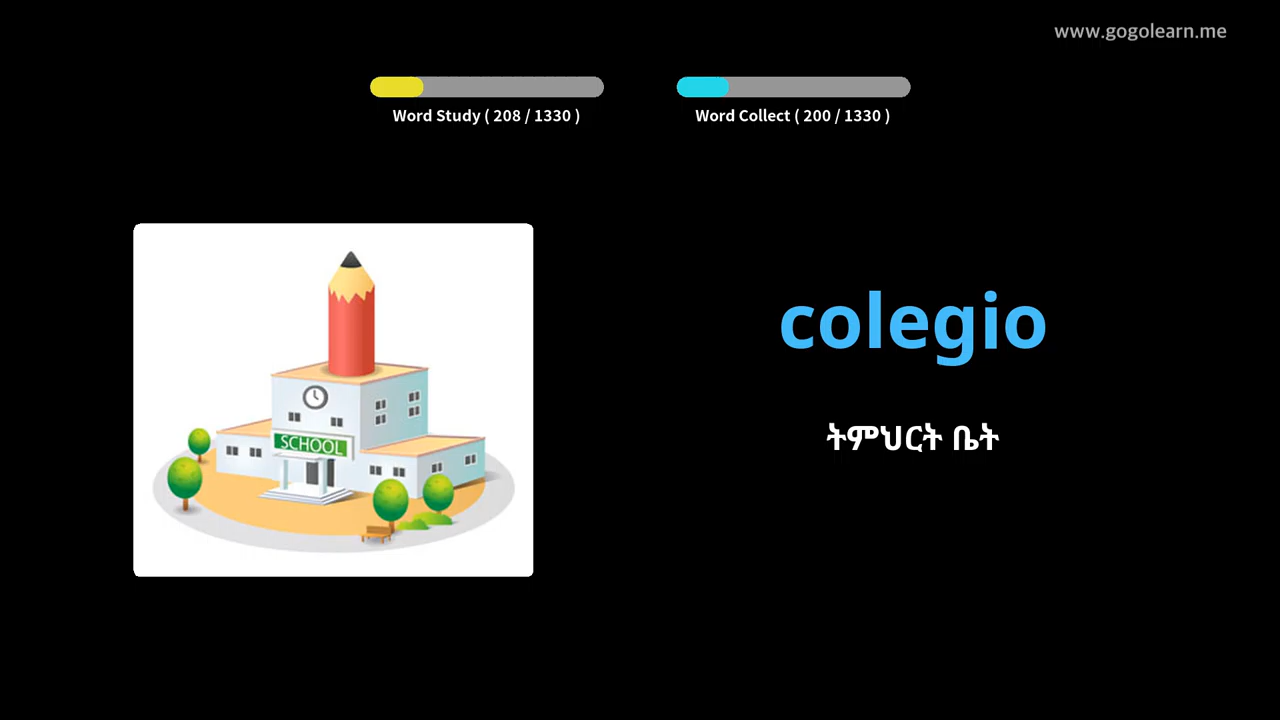 www.gogolearn.me
Word Study ( 208 / 1330 )
Word Collect ( 200 / 1330 )
SCHOOL
colegio
ትምህርት ቤት